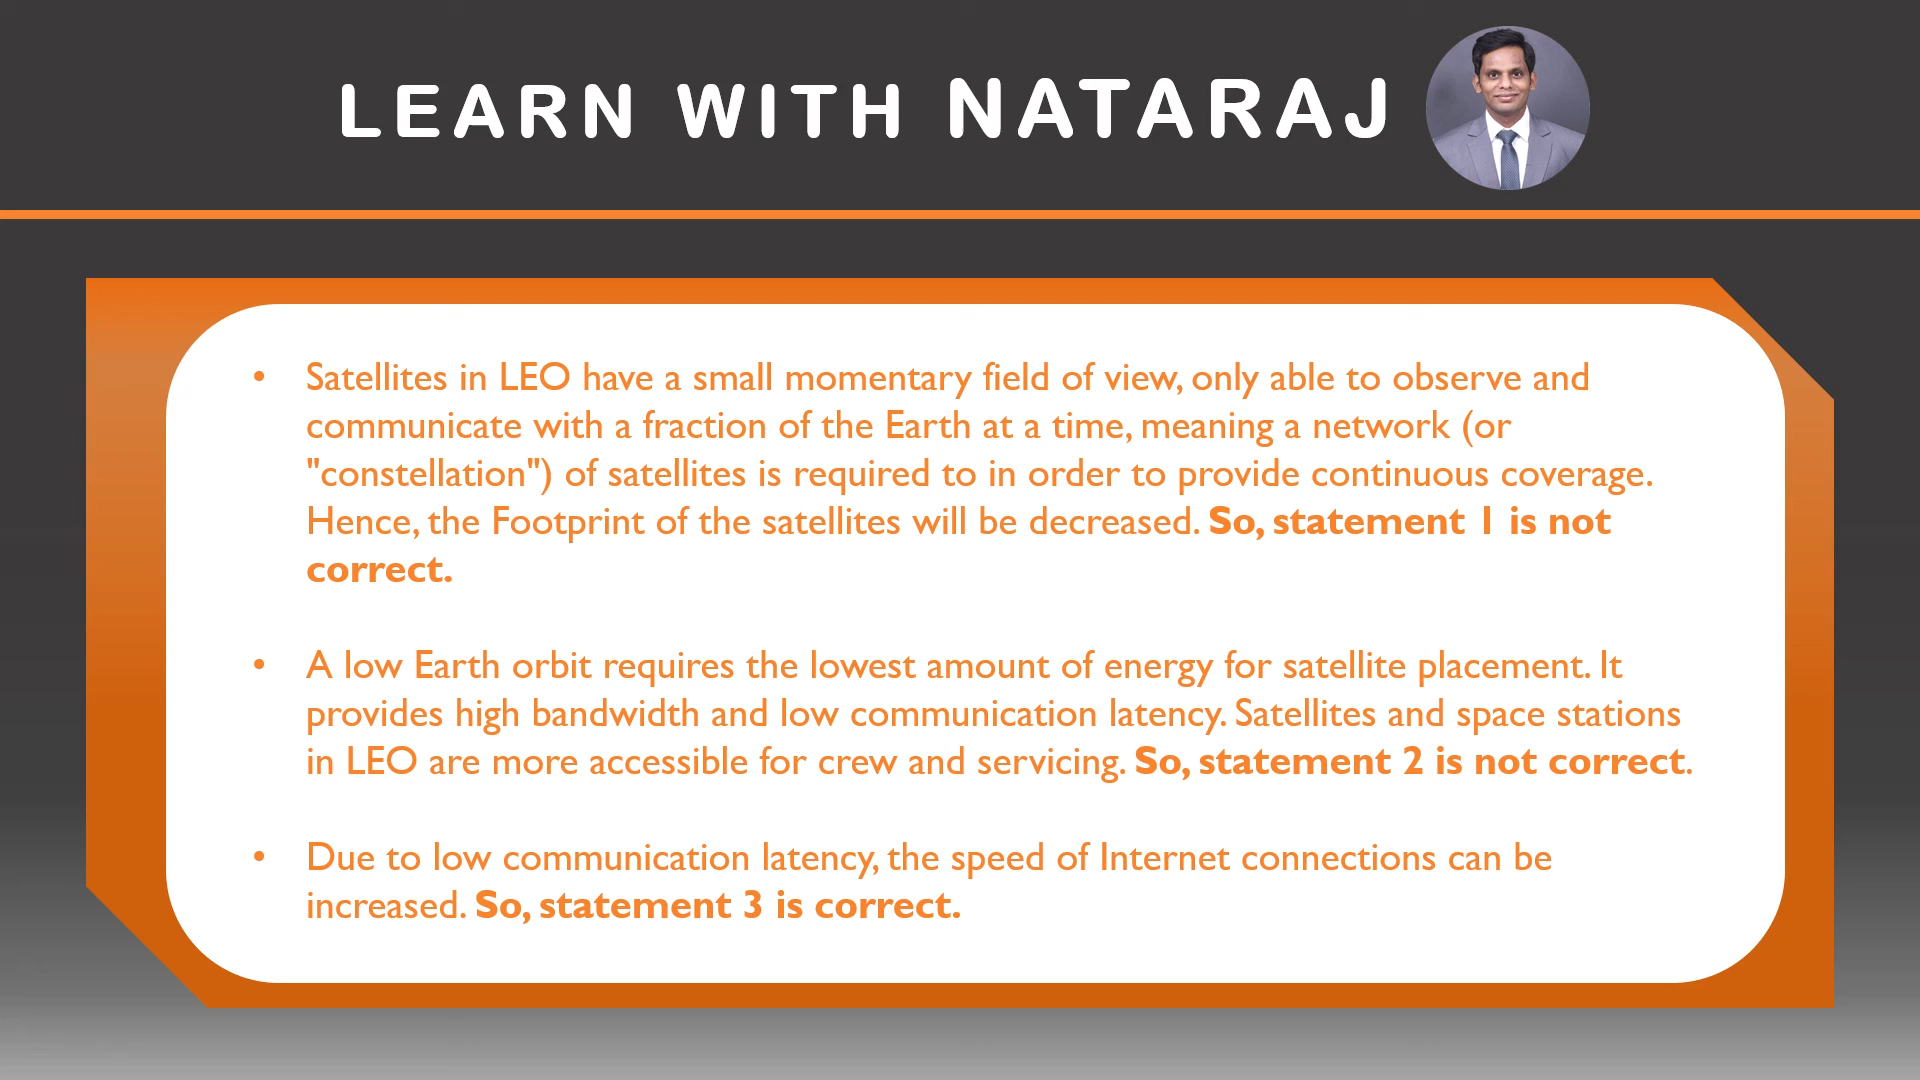 LEARN WITH NATARAJ
• Satellites in LEO have a small momentary field of view, only able to observe and
communicate with a fraction of the Earth at a time, meaning a network (or
"constellation") of satellites is required to in order to provide continuous coverage.
Hence, the Footprint of the satellites will be decreased. So, statement 1 is not
correct.
• A low Earth orbit requires the lowest amount of energy for satellite placement. It
provides high bandwidth and low communication latency. Satellites and space stations
in LEO are more accessible for crew and servicing. So, statement 2 is not correct.
• Due to low communication latency, the speed of Internet connections can be
increased. So, statement 3 is correct.